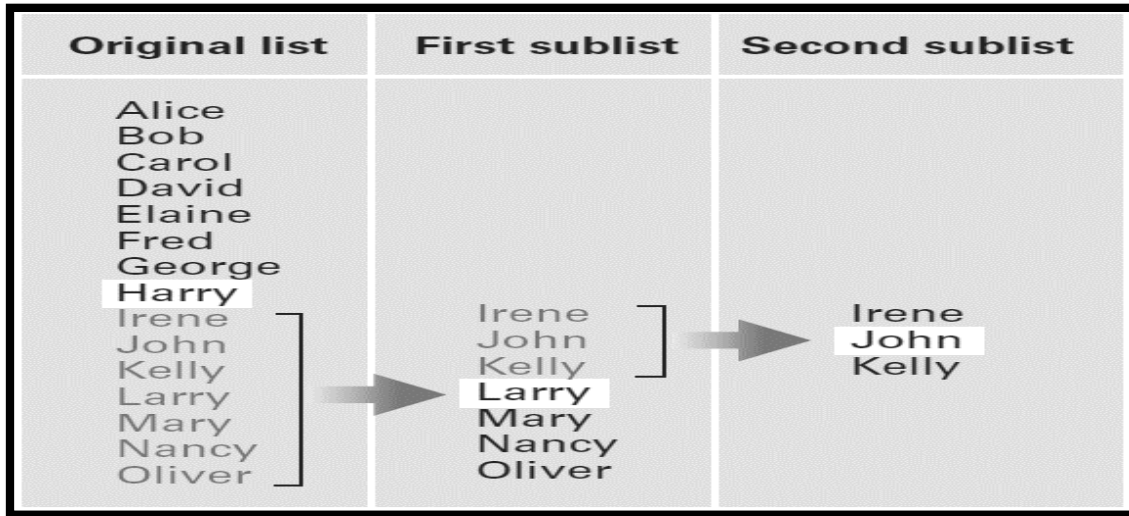 Original list
First sublist
Second sublist
Alice
Bob
Carol
David
Elaine
Fred
George
Harry
Irene
John
Kelly
Larry
Mary
Nancy
Oliver
Irene
John
Kelly
Larry
Mary
Nancy
Oliver
Irene
John
Kelly